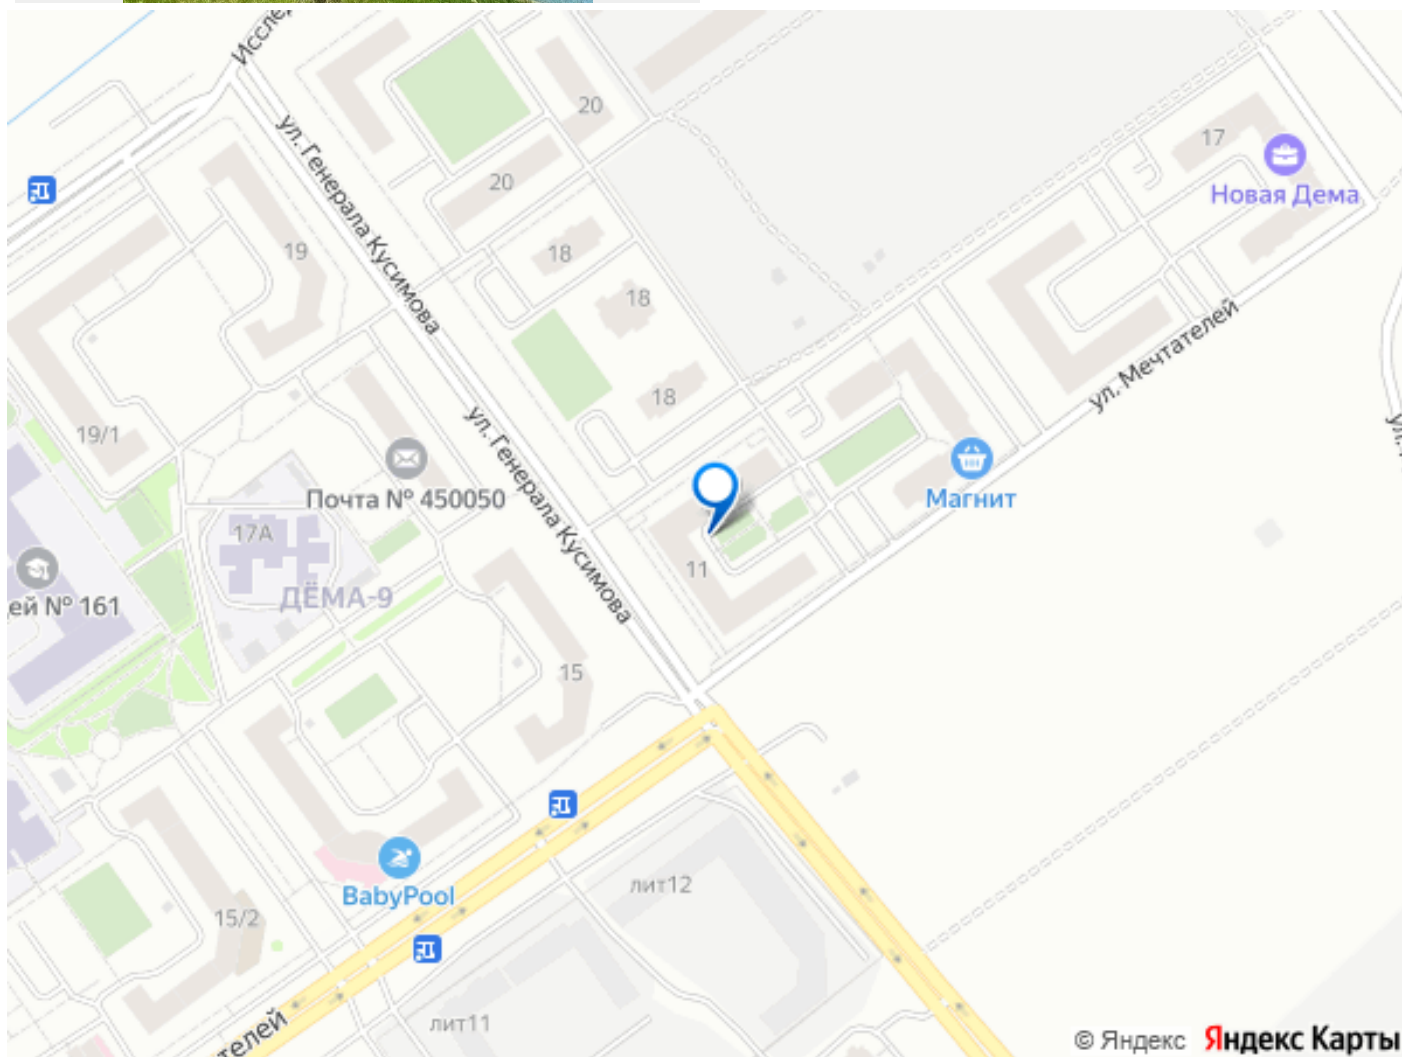 Иссле
ул. Генерала Кусимова
20
17
Новая Дема
20
19
18
18
ул. Мечтателей
18
ул. Генерала Кусимова
ул.
19/1
Почта № 450050
Магнит
17А
11
ДЁМА-9
ей № 161
15
лит12
BabyPool
15/2
лит11
телей
© Яндекс Яндекс Карты